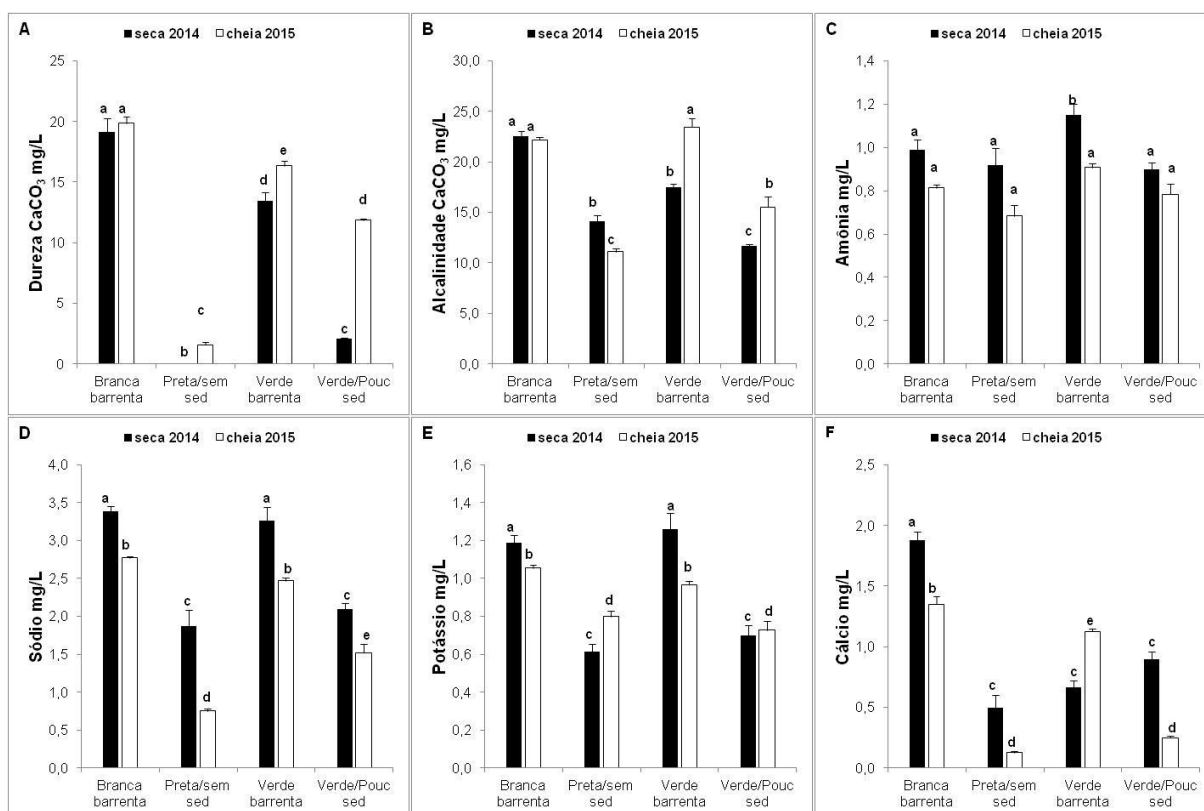 A
seca 2014 cheia 2015
Dureza CaCO3 mg/L
25
20
15
10
5
0
a a
b c
d e
c d
Branca barrenta
Preta/sem sed
Verde barrenta
Verde/Pouc sed
B
seca 2014 cheia 2015
Alcalinidade CaCO3 mg/L
30,0
25,0
20,0
15,0
10,0
5,0
0,0
a a
b c
b a
c b
Branca barrenta
Preta/sem sed
Verde barrenta
Verde/Pouc sed
C
seca 2014 cheia 2015
Amônia mg/L
1,4
1,2
1,0
0,8
0,6
0,4
0,2
0,0
a a
a a
b a
a a
Branca barrenta
Preta/sem sed
Verde barrenta
Verde/Pouc sed
D
seca 2014 cheia 2015
Sódio mg/L
4,0
3,5
3,0
2,5
2,0
1,5
1,0
0,5
0,0
a b
c d
a b
c e
Branca barrenta
Preta/sem sed
Verde barrenta
Verde/Pouc sed
E
seca 2014 cheia 2015
Potássio mg/L
1,6
1,4
1,2
1,0
0,8
0,6
0,4
0,2
0,0
a b
c d
a b
c d
Branca barrenta
Preta/sem sed
Verde barrenta
Verde/Pouc sed
F
seca 2014 cheia 2015
Cálcio mg/L
2,5
2,0
1,5
1,0
0,5
0,0
a b
c d
c e
c d
Branca barrenta
Preta/sem sed
Verde barrenta
Verde/Pouc sed